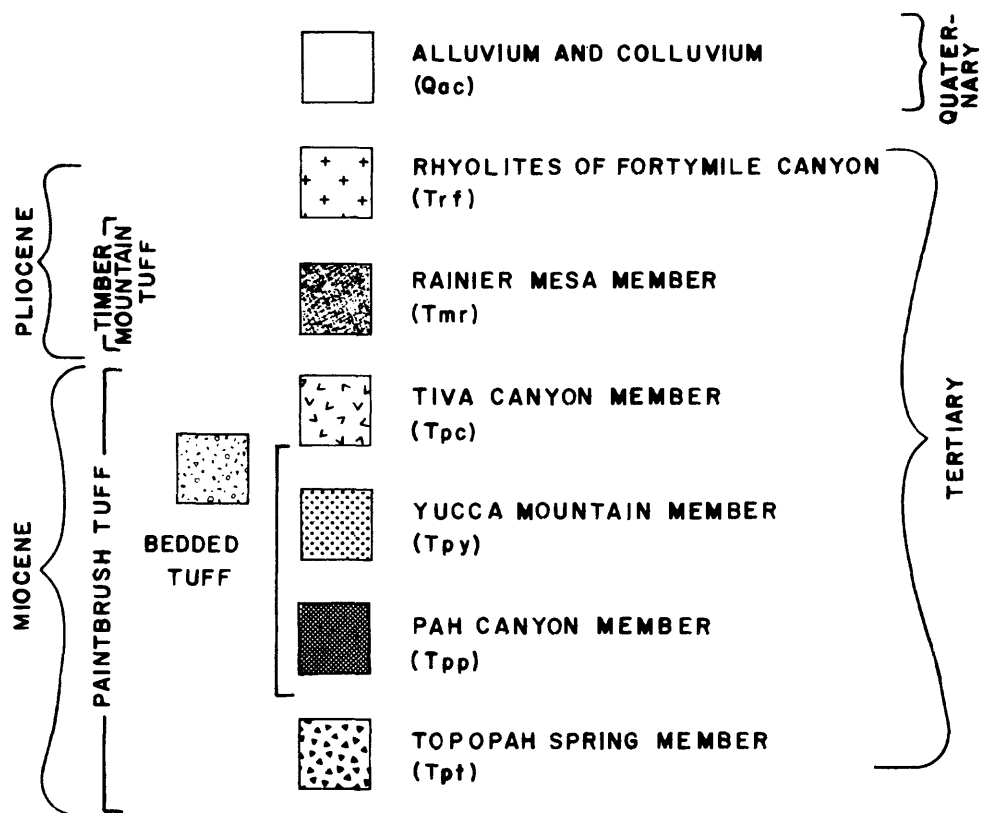 ALLUVIUM AND COLLUVIUM
(Qac)
QUATER-
NARY
RHYOLITES OF FORTYMILE CANYON
(Trf)
PLIOCENE
TIMBER
MOUNTAIN
TUFF
RAINIER MESA MEMBER
(Tmr)
TIVA CANYON MEMBER
(Tpc)
TERTIARY
MIOCENE
PAINTBRUSH TUFF
BEDDED
TUFF
YUCCA MOUNTAIN MEMBER
(Tpy)
PAH CANYON MEMBER
(Tpp)
TOPOPAH SPRING MEMBER
(Tpt)